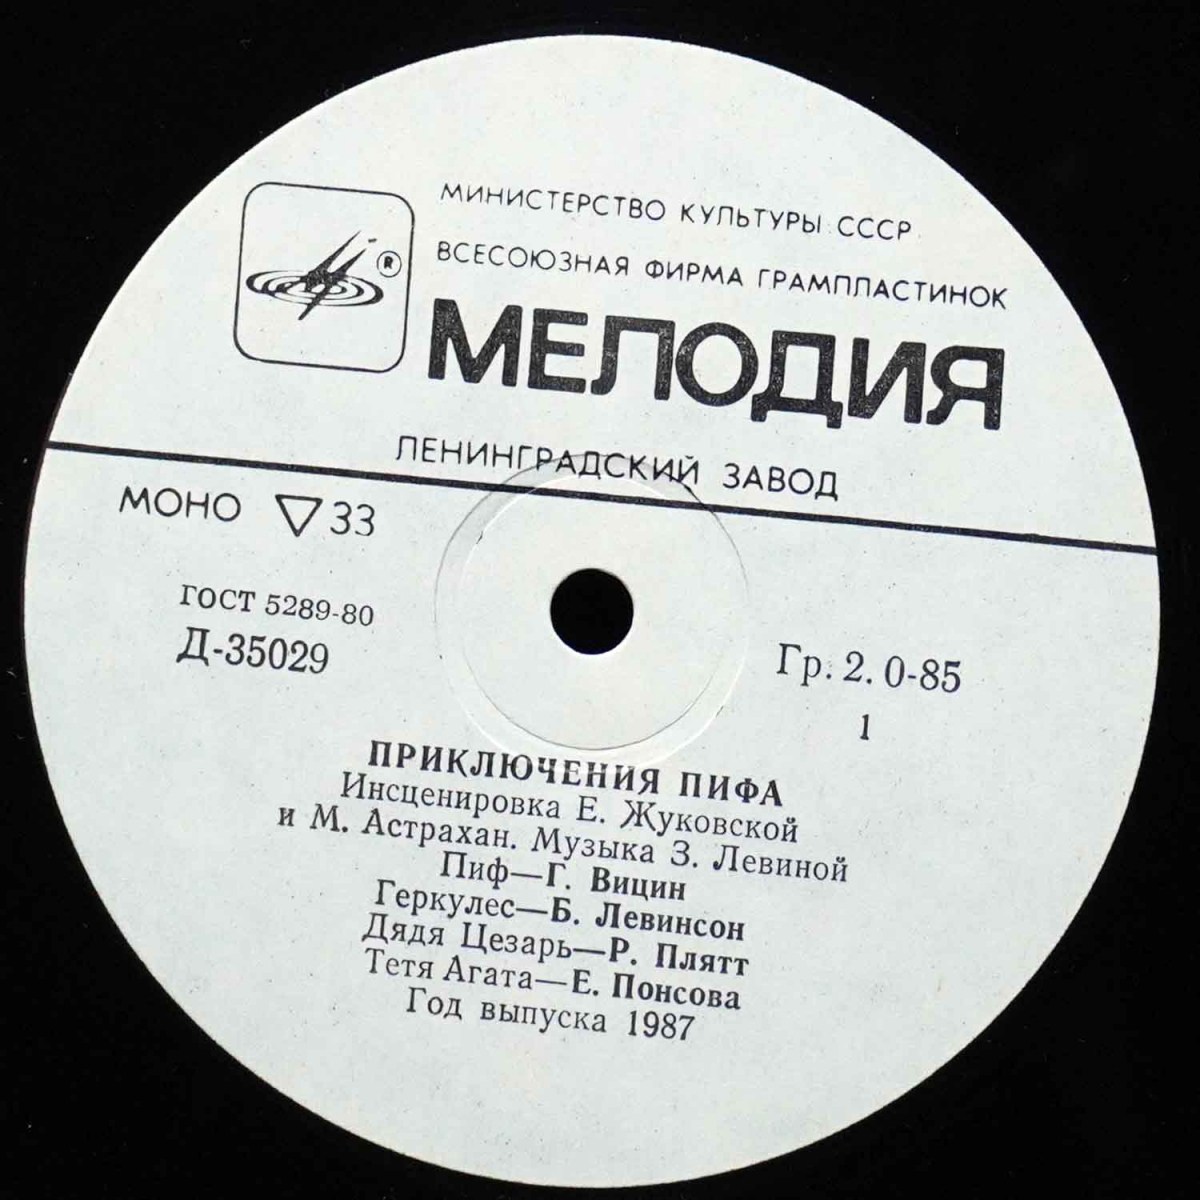 МИНИСТЕРСТВО КУЛЬТУРЫ СССР
ВСЕСОЮЗНАЯ ФИРМА ГРАМПЛАСТИНОК
®
МЕЛОДИЯ
ЛЕНИНГРАДСКИЙ ЗАВОД
МОНО ▽ 33
ГОСТ 5289-80
Д-35029
Гр. 2. 0-85
1
ПРИКЛЮЧЕНИЯ ПИФА
Инсценировка Е. Жуковской
и М. Астрахан. Музыка З. Левиной
Пиф—Г. Вицин
Геркулес—Б. Левинсон
Дядя Цезарь—Р. Плятт
Тетя Агата—Е. Понсова
Год выпуска 1987